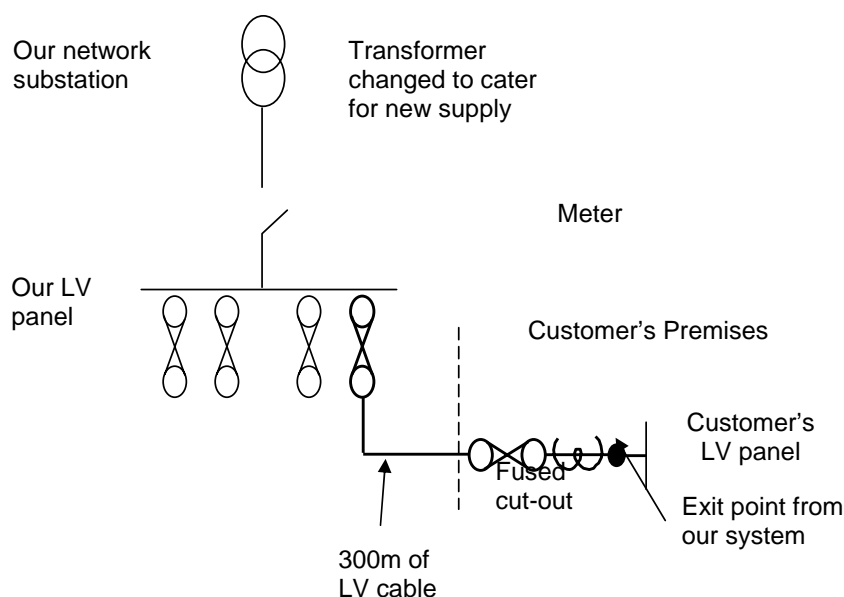 Our network
substation
Transformer
changed to cater
for new supply
Meter
Our LV
panel
Customer's Premises
Customer's
LV panel
Fused
cut-out
Exit point from
our system
300m of
LV cable